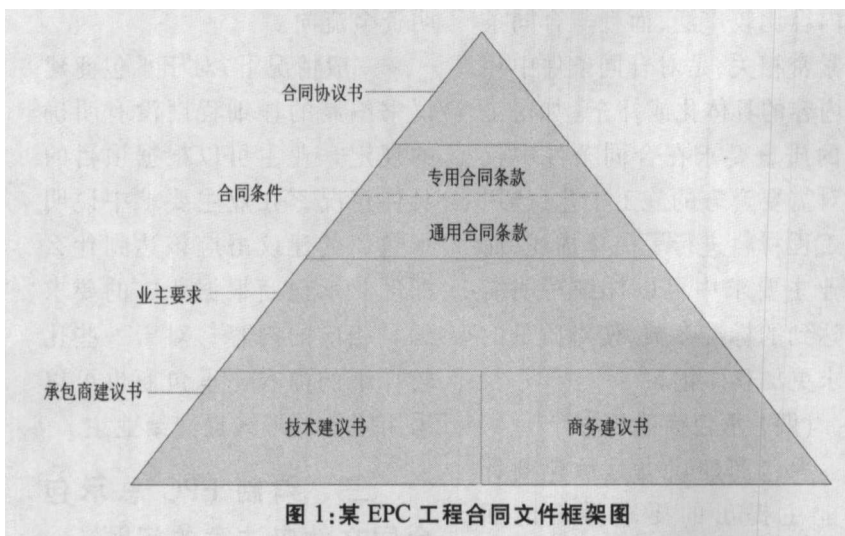 合同协议书
专用合同条款
合同条件
通用合同条款
业主要求
承包商建议书
技术建议书
商务建议书
图 1:某 EPC 工程合同文件框架图